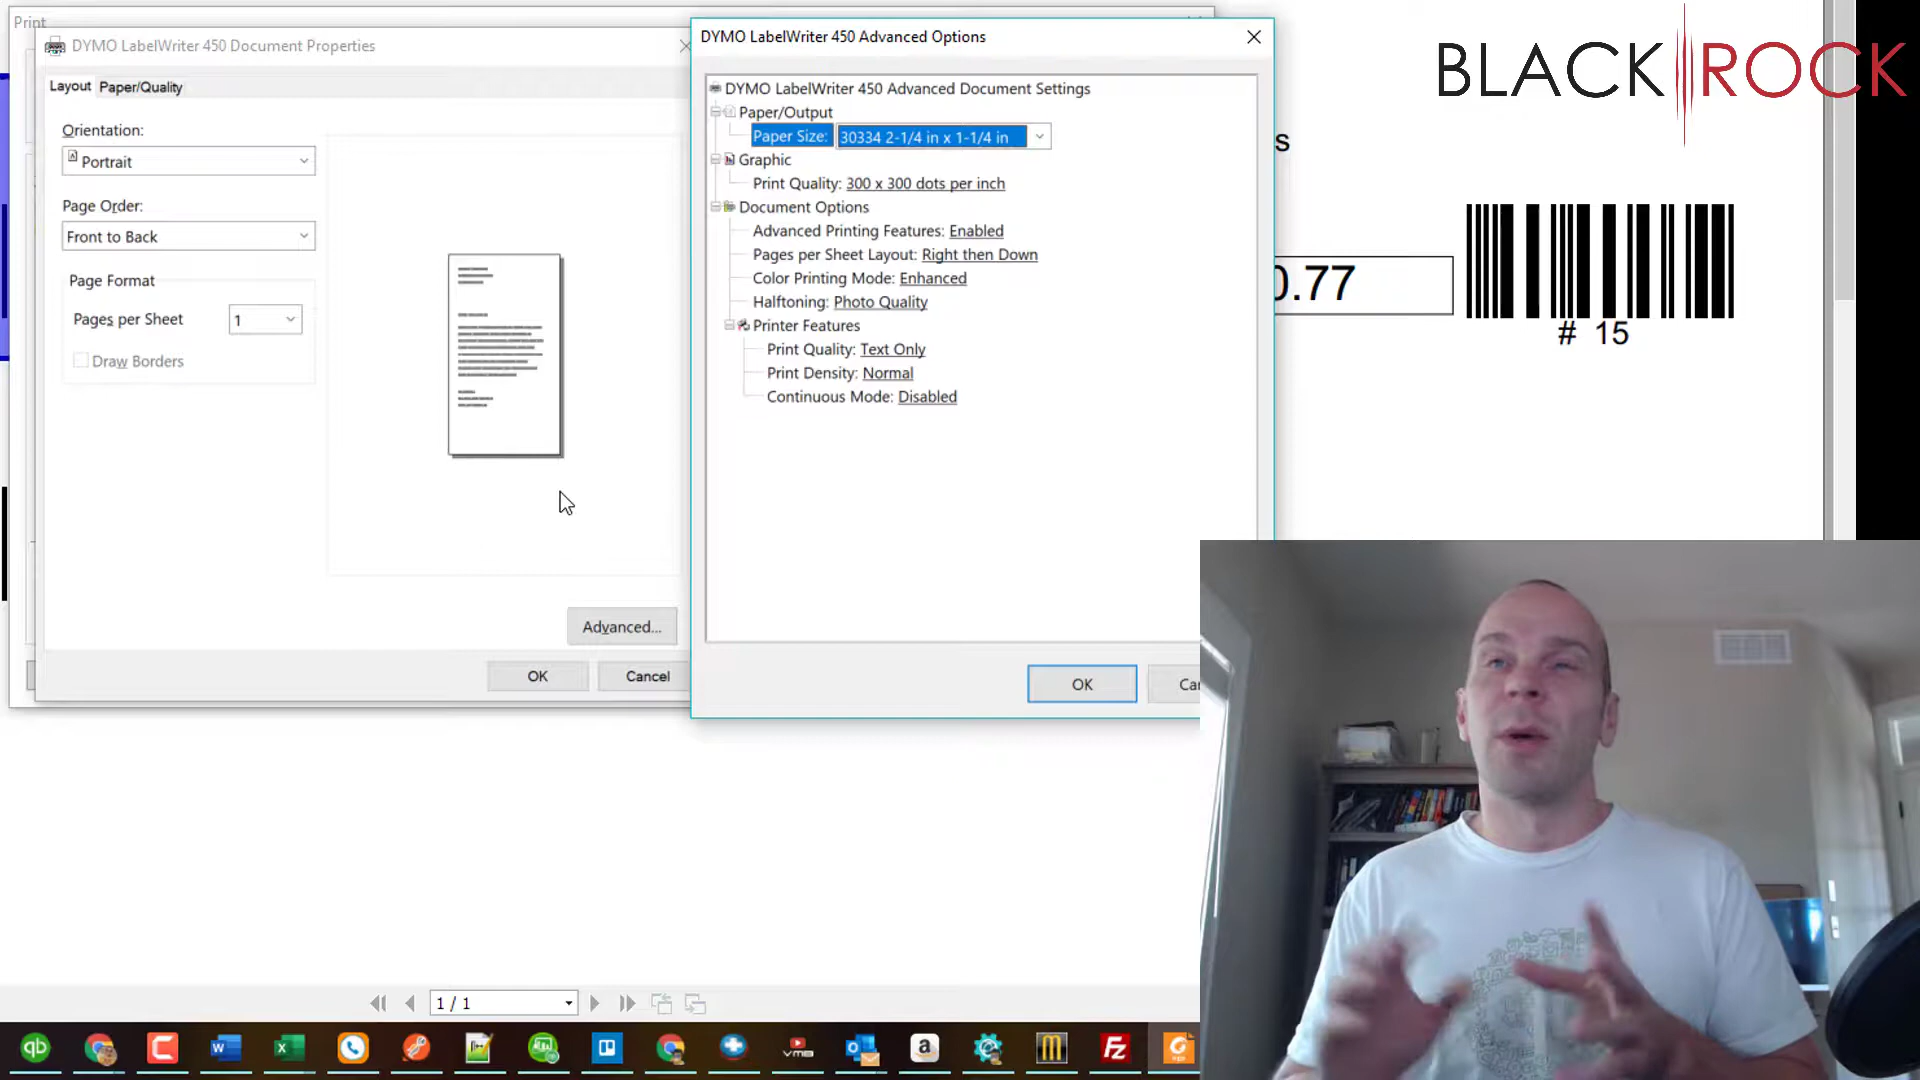 Print
DYMO LabelWriter 450 Document Properties
Layout
Paper/Quality
Orientation:
Portrait
Page Order:
Front to Back
Page Format
Pages per Sheet
1
Draw Borders
Advanced...
OK
Cancel
DYMO LabelWriter 450 Advanced Options
DYMO LabelWriter 450 Advanced Document Settings
Paper/Output
Paper Size: 30334 2-1/4 in x 1-1/4 in
Graphic
Print Quality: 300 x 300 dots per inch
Document Options
Advanced Printing Features: Enabled
Pages per Sheet Layout: Right then Down
Color Printing Mode: Enhanced
Halftoning: Photo Quality
Printer Features
Print Quality: Text Only
Print Density: Normal
Continuous Mode: Disabled
OK
Ca
BLACK ROCK
s
0.77
# 15
1 / 1
qb
W
X
VMB
a
M
Fz